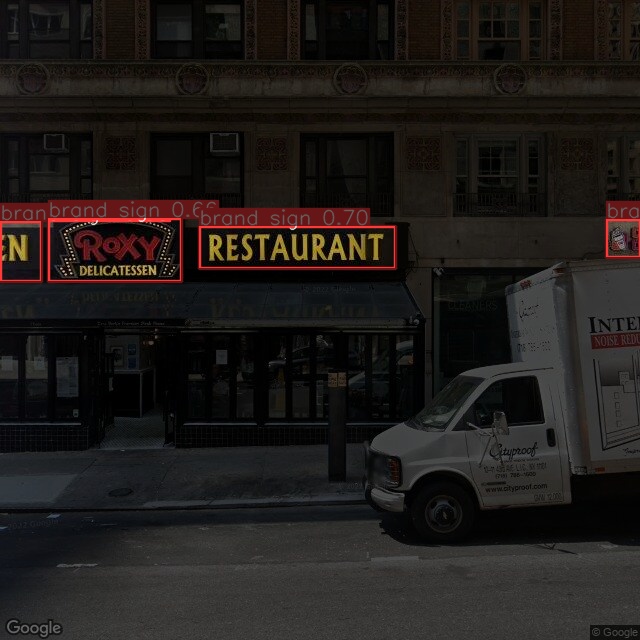 EN
ROXY
DELICATESSEN
RESTAURANT
brand sign 0.66
brand sign 0.70
INTE
NOISE REDU
Cityproof
www.cityproof.com
Google
© Google